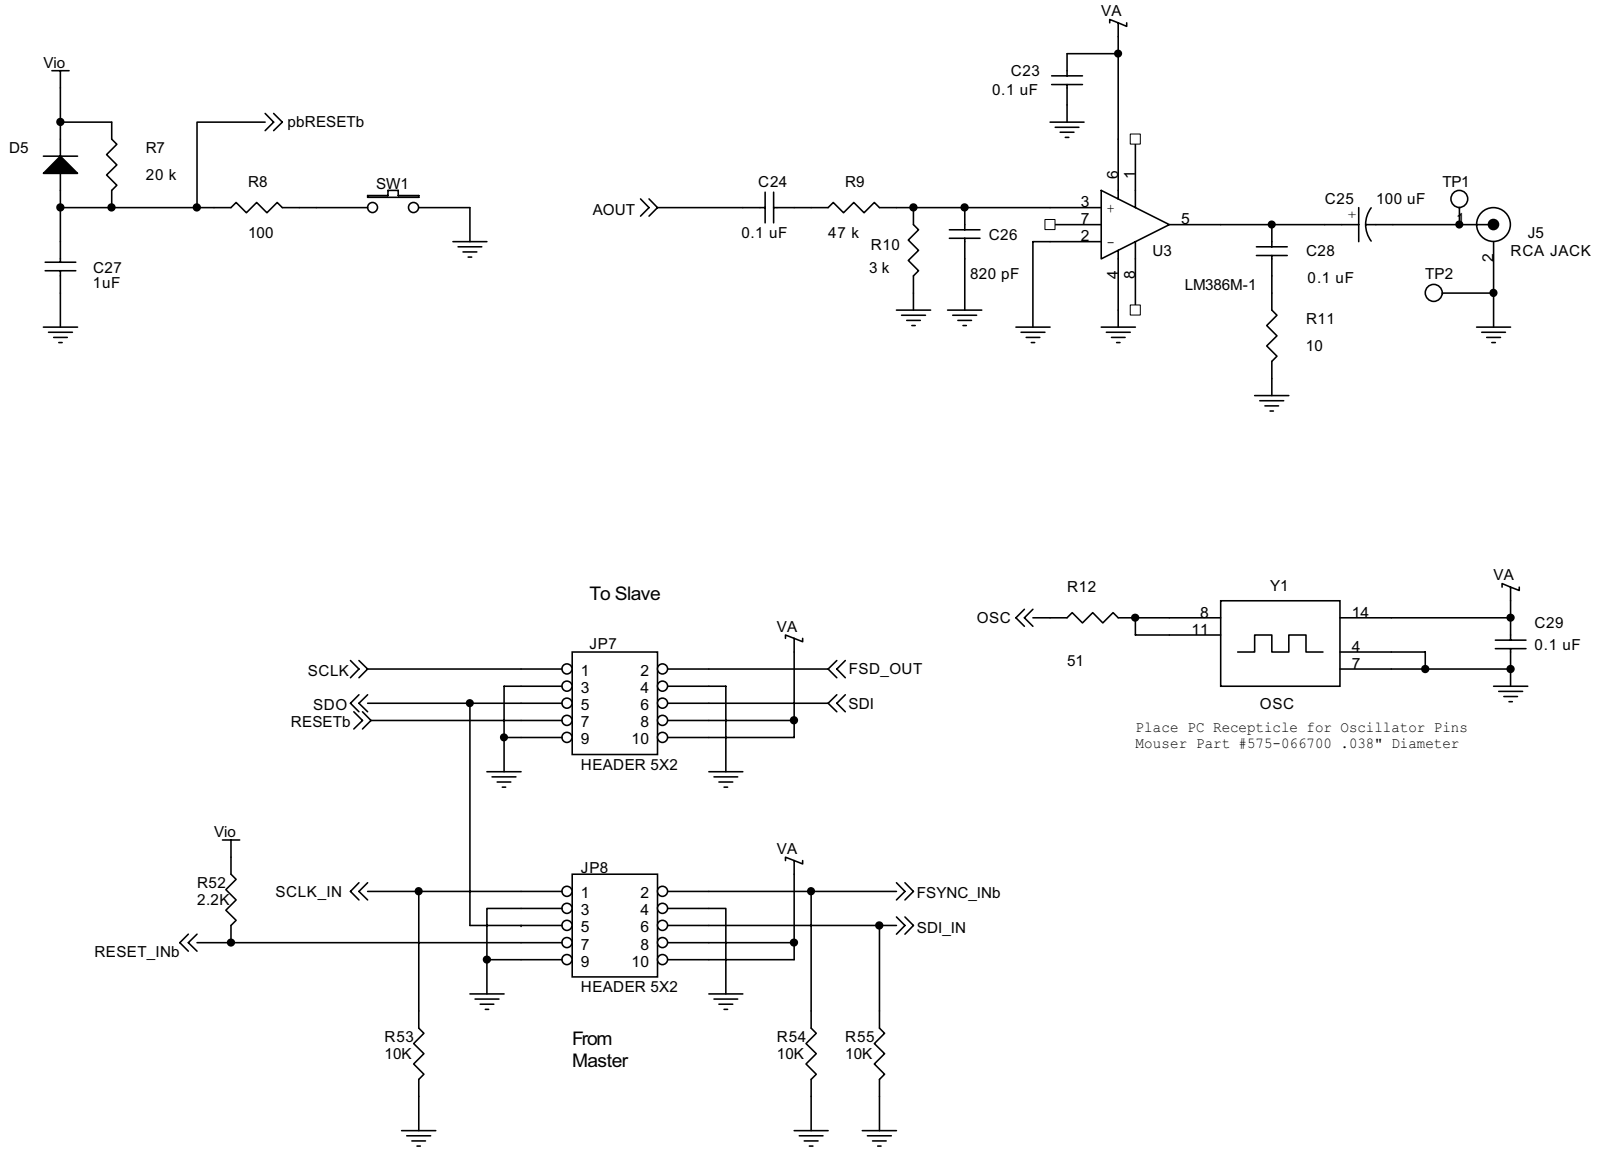 Vio
D5
R7
20 k
pbRESETb
R8
100
SW1
C27
1uF
VA
C23
0.1 uF
AOUT
C24
0.1 uF
R9
47 k
R10
3 k
C26
820 pF
3
7
2
6
1
+
-
4
8
5
U3
LM386M-1
C28
0.1 uF
R11
10
C25
+
100 uF
TP1
1
J5
RCA JACK
2
TP2
To Slave
VA
JP7
SCLK
SDO
RESETb
1
3
5
7
9
2
4
6
8
10
FSD_OUT
SDI
HEADER 5X2
OSC
R12
51
Y1
8
11
14
4
7
OSC
VA
C29
0.1 uF
Place PC Recepticle for Oscillator Pins
Mouser Part #575-066700 .038" Diameter
Vio
R52
2.2K
RESET_INb
SCLK_IN
VA
JP8
1
3
5
7
9
2
4
6
8
10
FSYNC_INb
SDI_IN
HEADER 5X2
From
Master
R53
10K
R54
10K
R55
10K